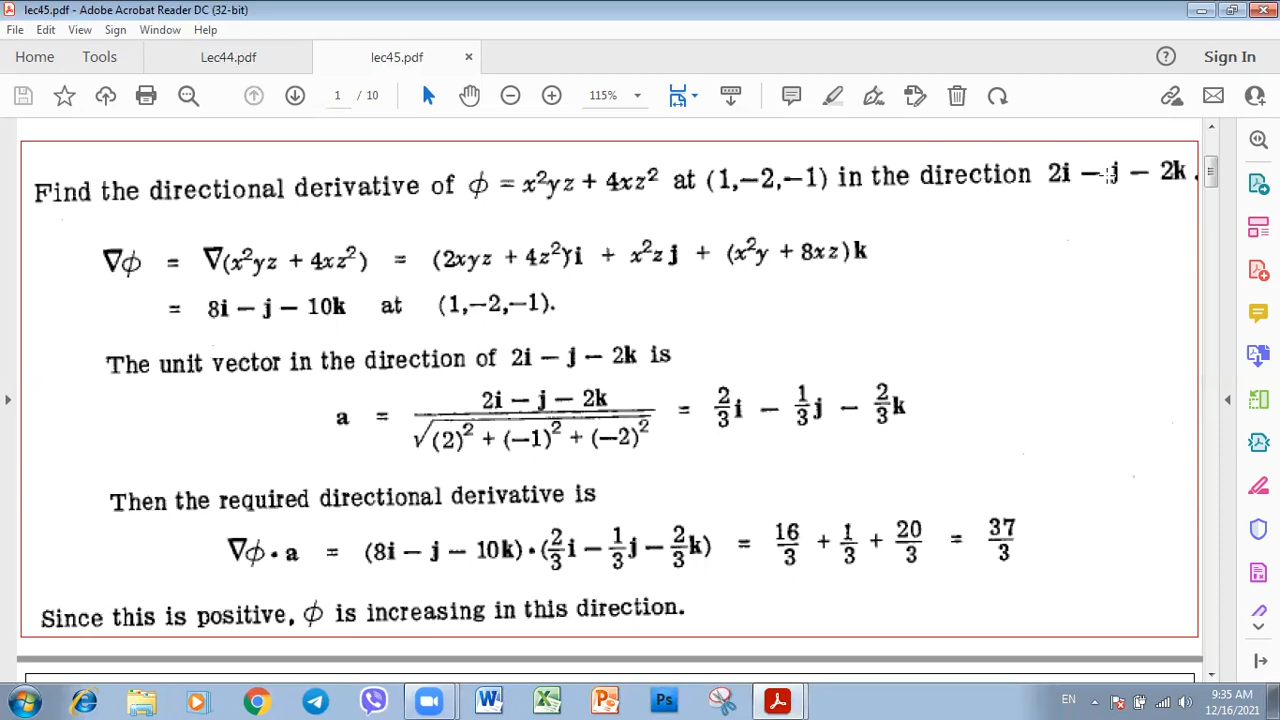 lec45.pdf - Adobe Acrobat Reader DC (32-bit)
File Edit View Sign Window Help
Home Tools Lec44.pdf lec45.pdf × Sign In
1 / 10 115%
Find the directional derivative of ϕ = x²yz + 4xz² at (1,−2,−1) in the direction 2i − j − 2k.
∇ϕ = ∇(x²yz + 4xz²) = (2xyz + 4z²)i + x²z j + (x²y + 8xz)k
= 8i − j − 10k at (1,−2,−1).
The unit vector in the direction of 2i − j − 2k is
a = (2i − j − 2k)/√((2)² + (−1)² + (−2)²) = 2/3 i − 1/3 j − 2/3 k
Then the required directional derivative is
∇ϕ · a = (8i − j − 10k) · (2/3 i − 1/3 j − 2/3 k) = 16/3 + 1/3 + 20/3 = 37/3
Since this is positive, ϕ is increasing in this direction.
EN 9:35 AM
12/16/2021